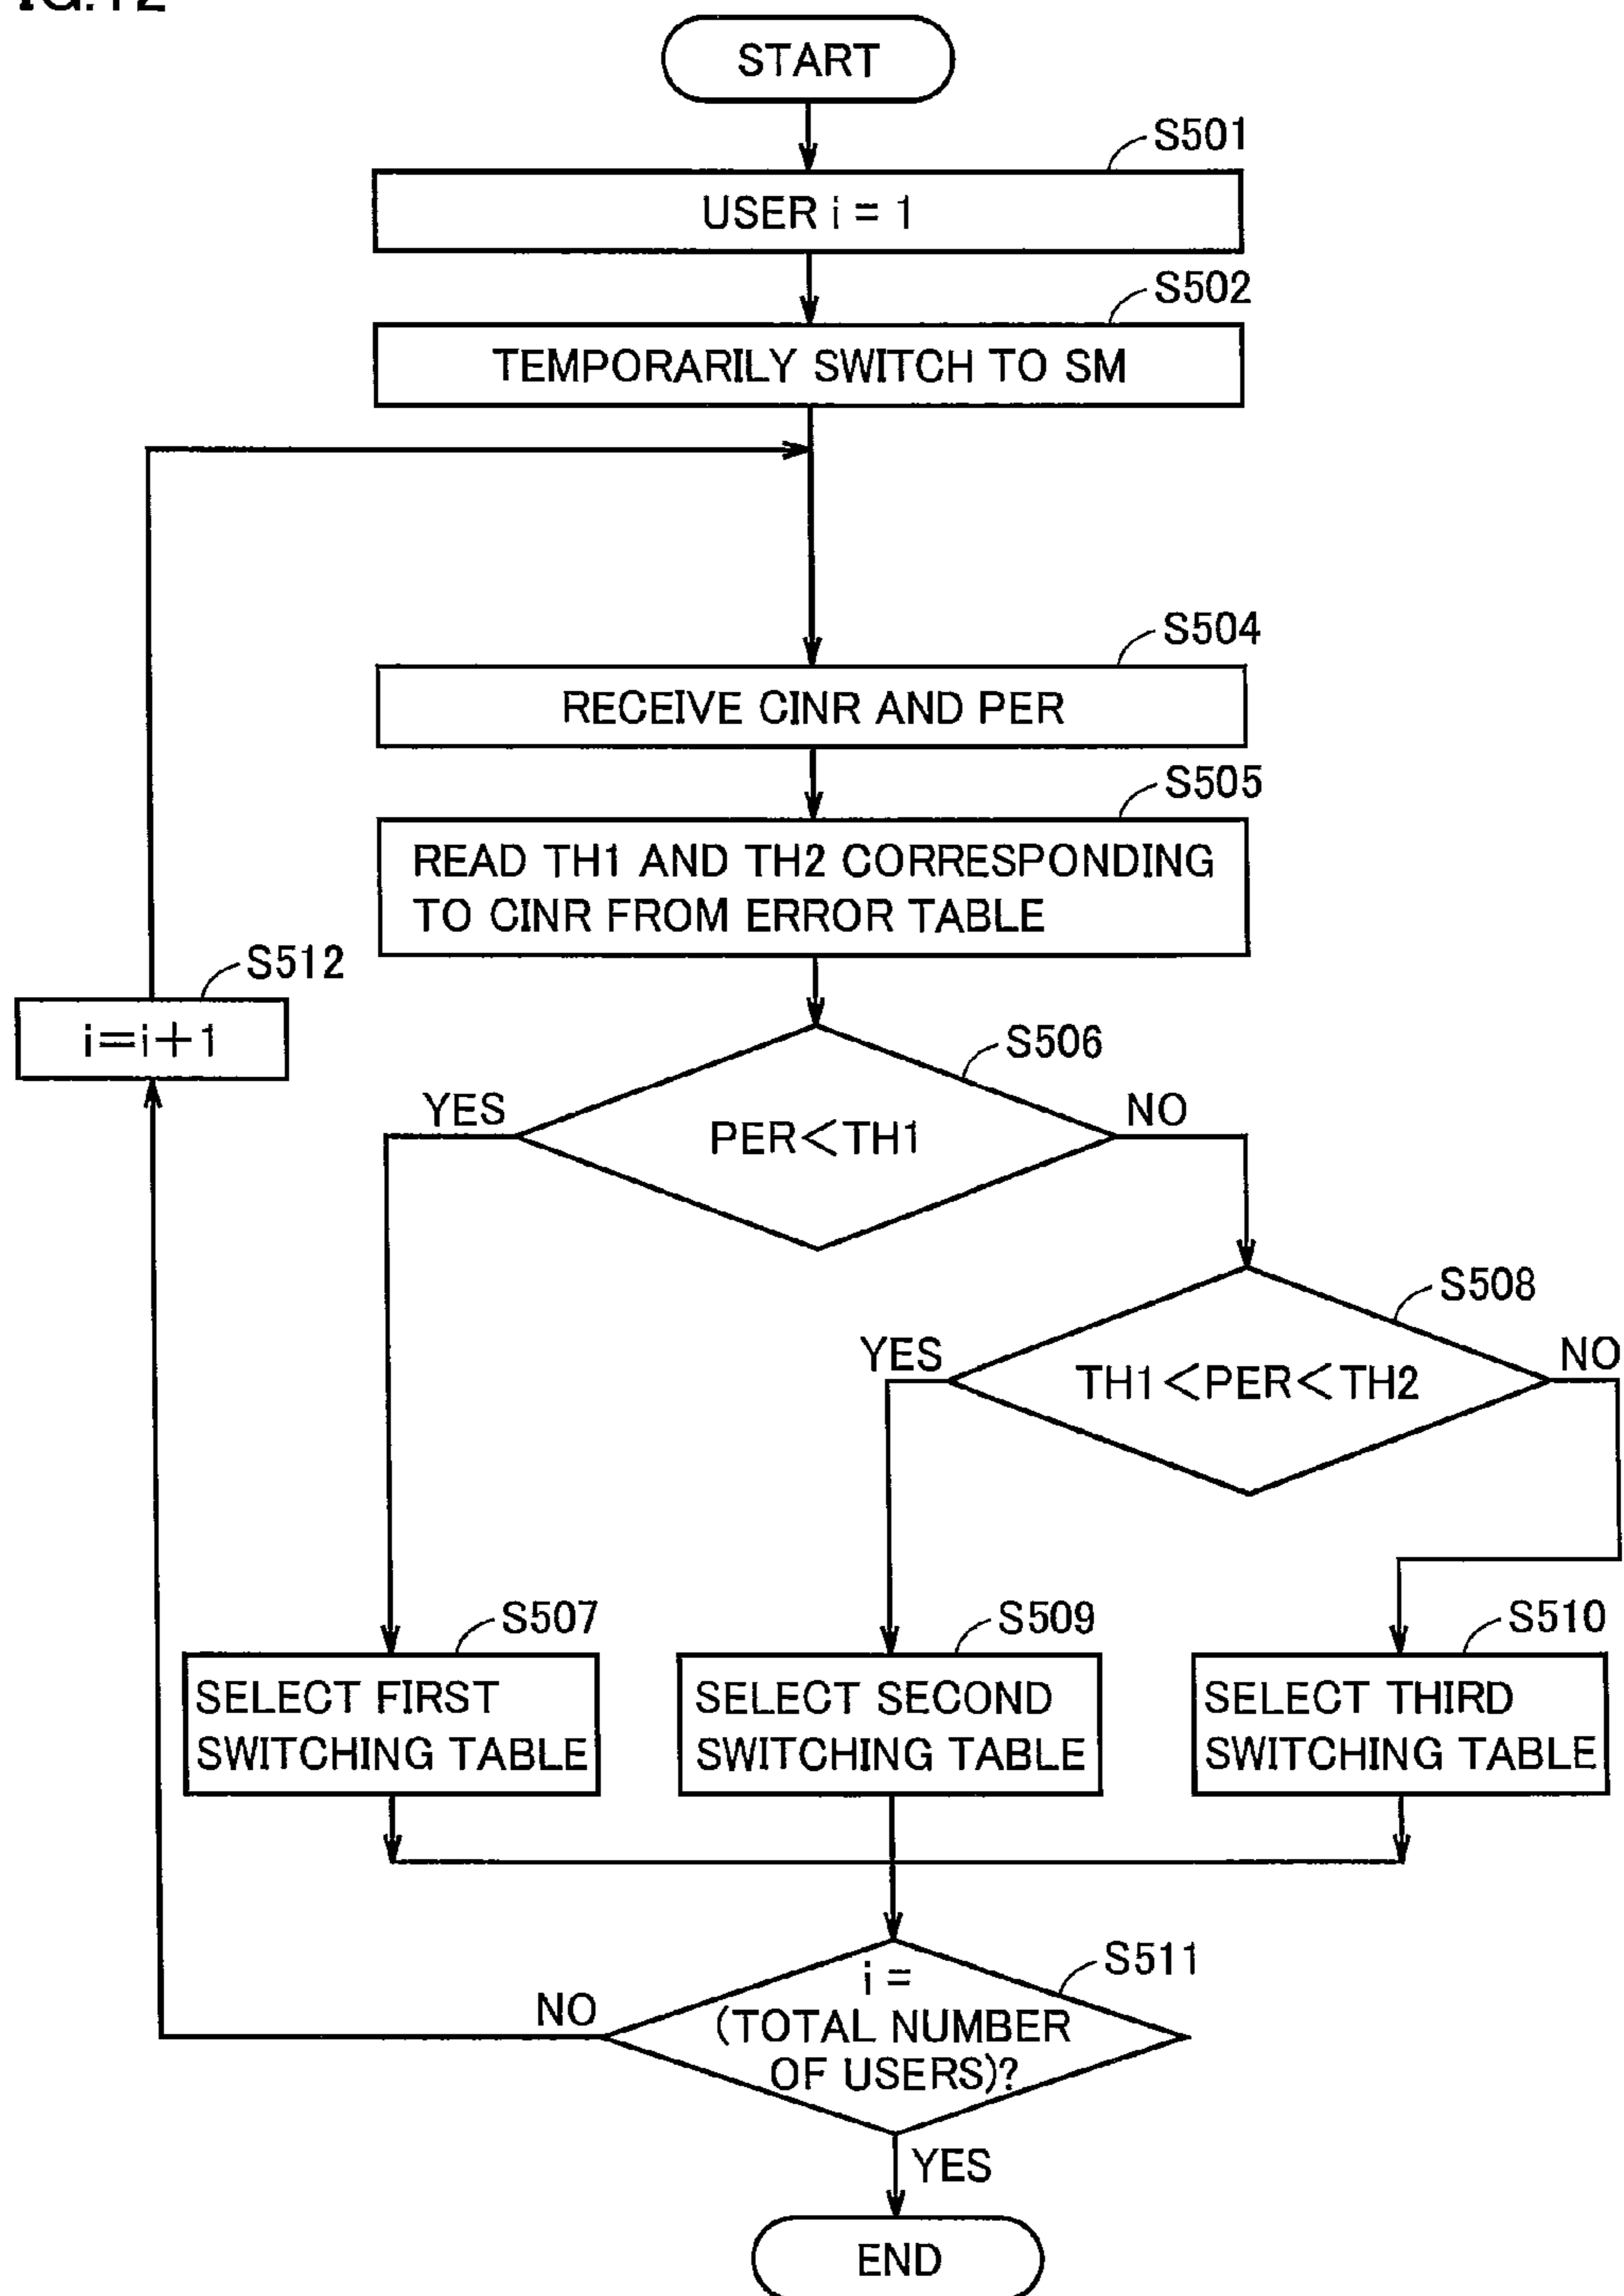 IG.12
START
S501
USER i = 1
S502
TEMPORARILY SWITCH TO SM
S504
RECEIVE CINR AND PER
S505
READ TH1 AND TH2 CORRESPONDING
TO CINR FROM ERROR TABLE
S512
i=i+1
S506
YES
NO
PER<TH1
S508
YES
NO
TH1<PER<TH2
S507
S509
S510
SELECT FIRST
SWITCHING TABLE
SELECT SECOND
SWITCHING TABLE
SELECT THIRD
SWITCHING TABLE
S511
NO
i =
(TOTAL NUMBER
OF USERS)?
YES
END